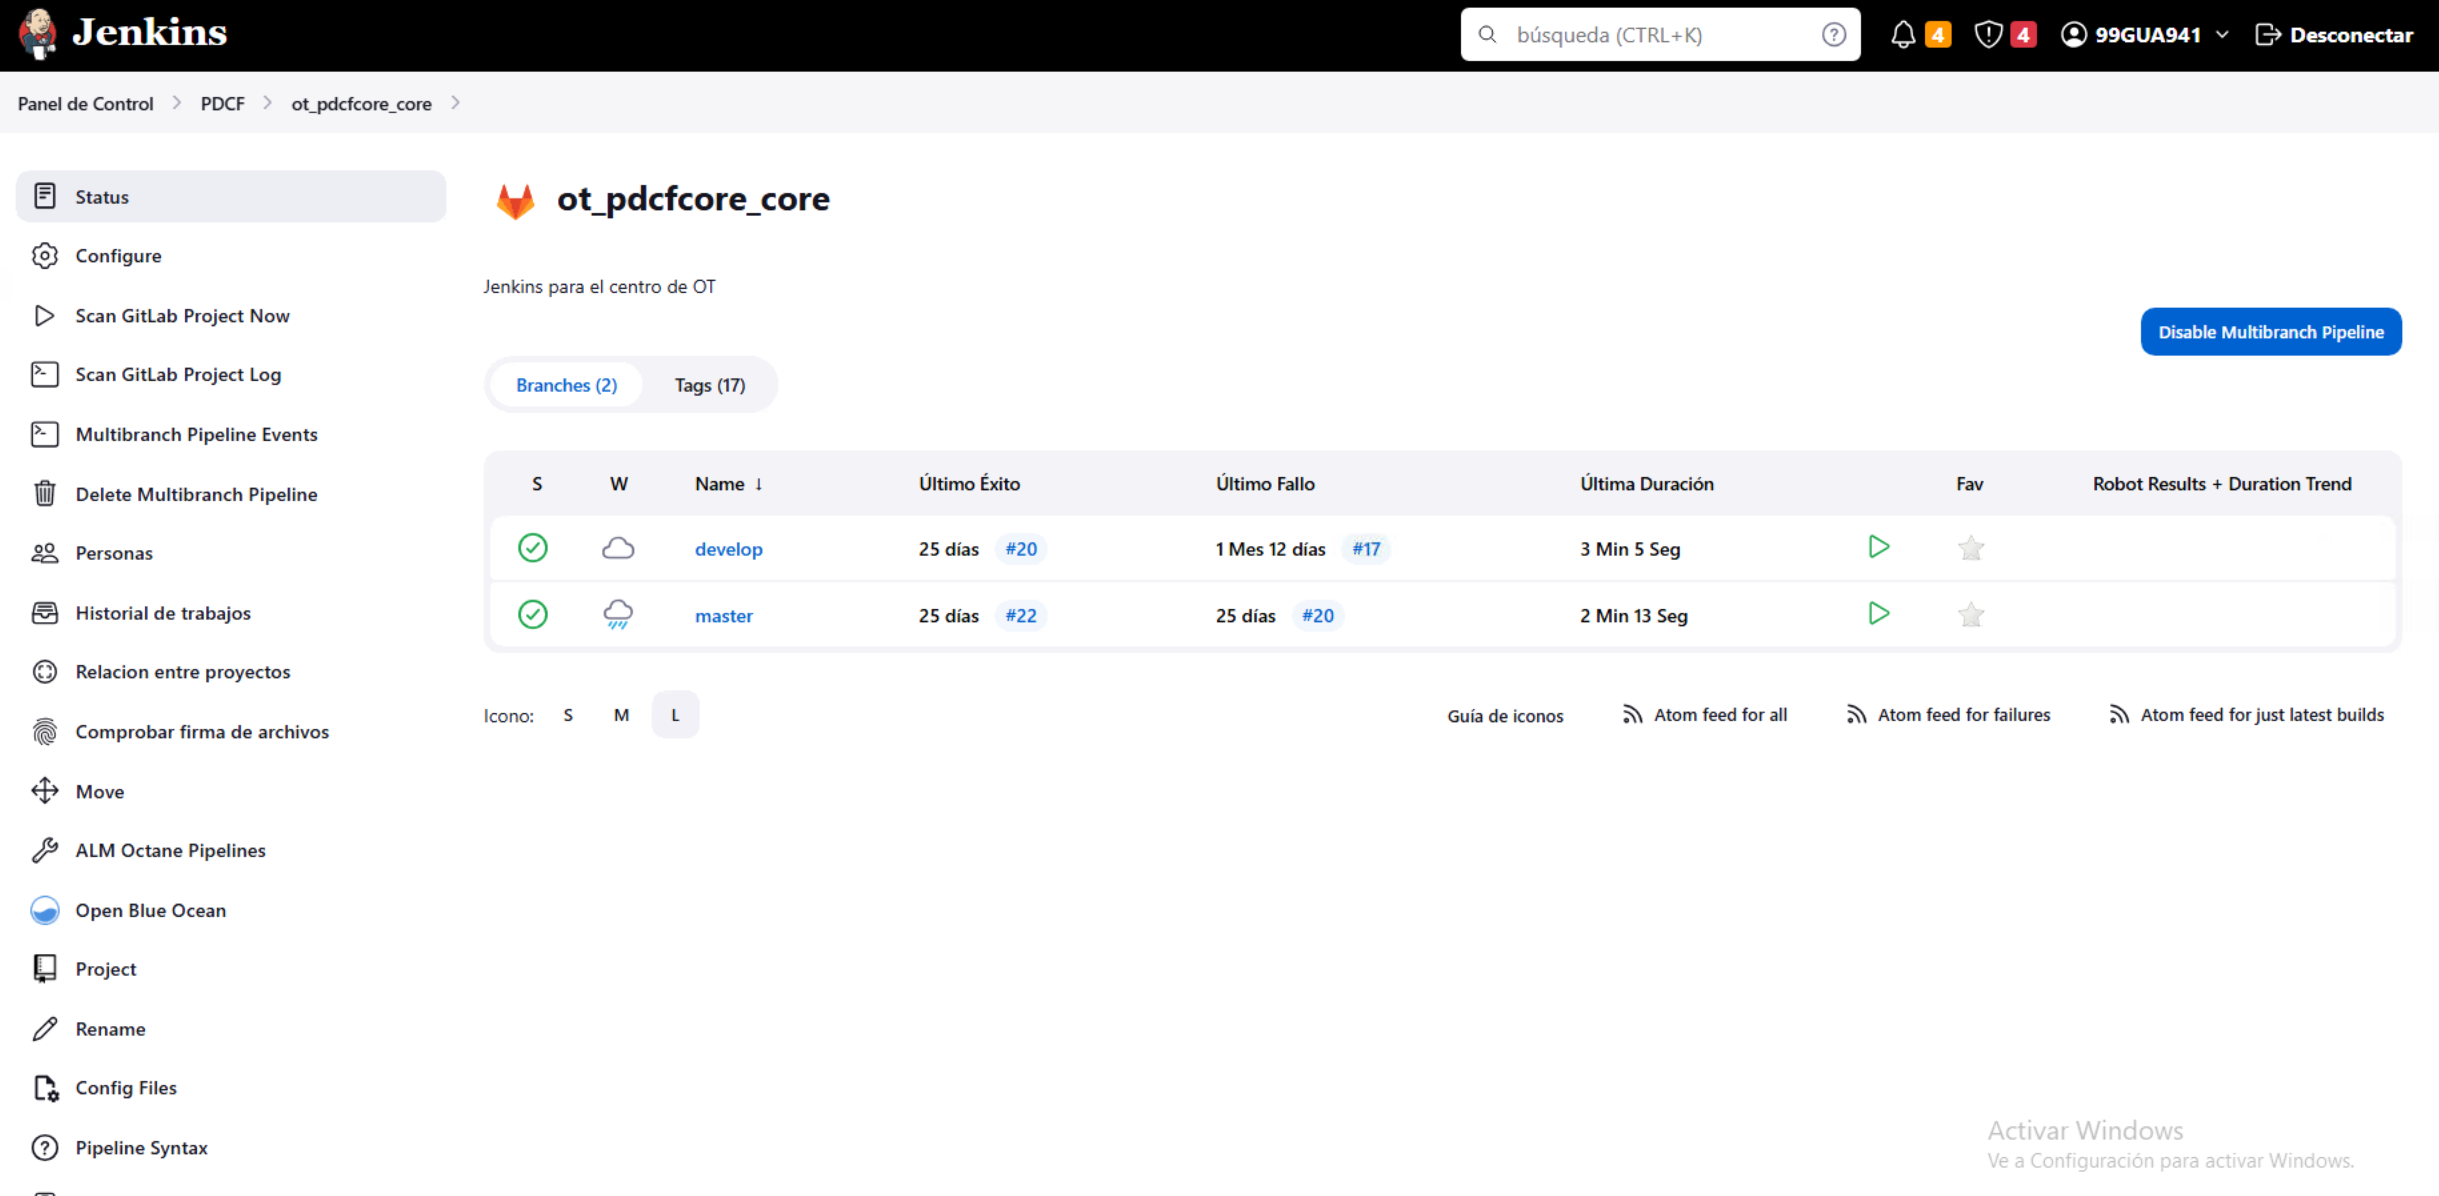 Jenkins
búsqueda (CTRL+K)
4
4
99GUA941
Desconectar
Panel de Control
PDCF
ot_pdcfcore_core
Status
Configure
Scan GitLab Project Now
Scan GitLab Project Log
Multibranch Pipeline Events
Delete Multibranch Pipeline
Personas
Historial de trabajos
Relacion entre proyectos
Comprobar firma de archivos
Move
ALM Octane Pipelines
Open Blue Ocean
Project
Rename
Config Files
Pipeline Syntax
ot_pdcfcore_core
Jenkins para el centro de OT
Disable Multibranch Pipeline
Branches (2) Tags (17)
S W Name ↓ Último Éxito Último Fallo Última Duración Fav Robot Results + Duration Trend
develop 25 días #20 1 Mes 12 días #17 3 Min 5 Seg
master 25 días #22 25 días #20 2 Min 13 Seg
Icono: S M L
Guía de iconos Atom feed for all Atom feed for failures Atom feed for just latest builds
Activar Windows
Ve a Configuración para activar Windows.